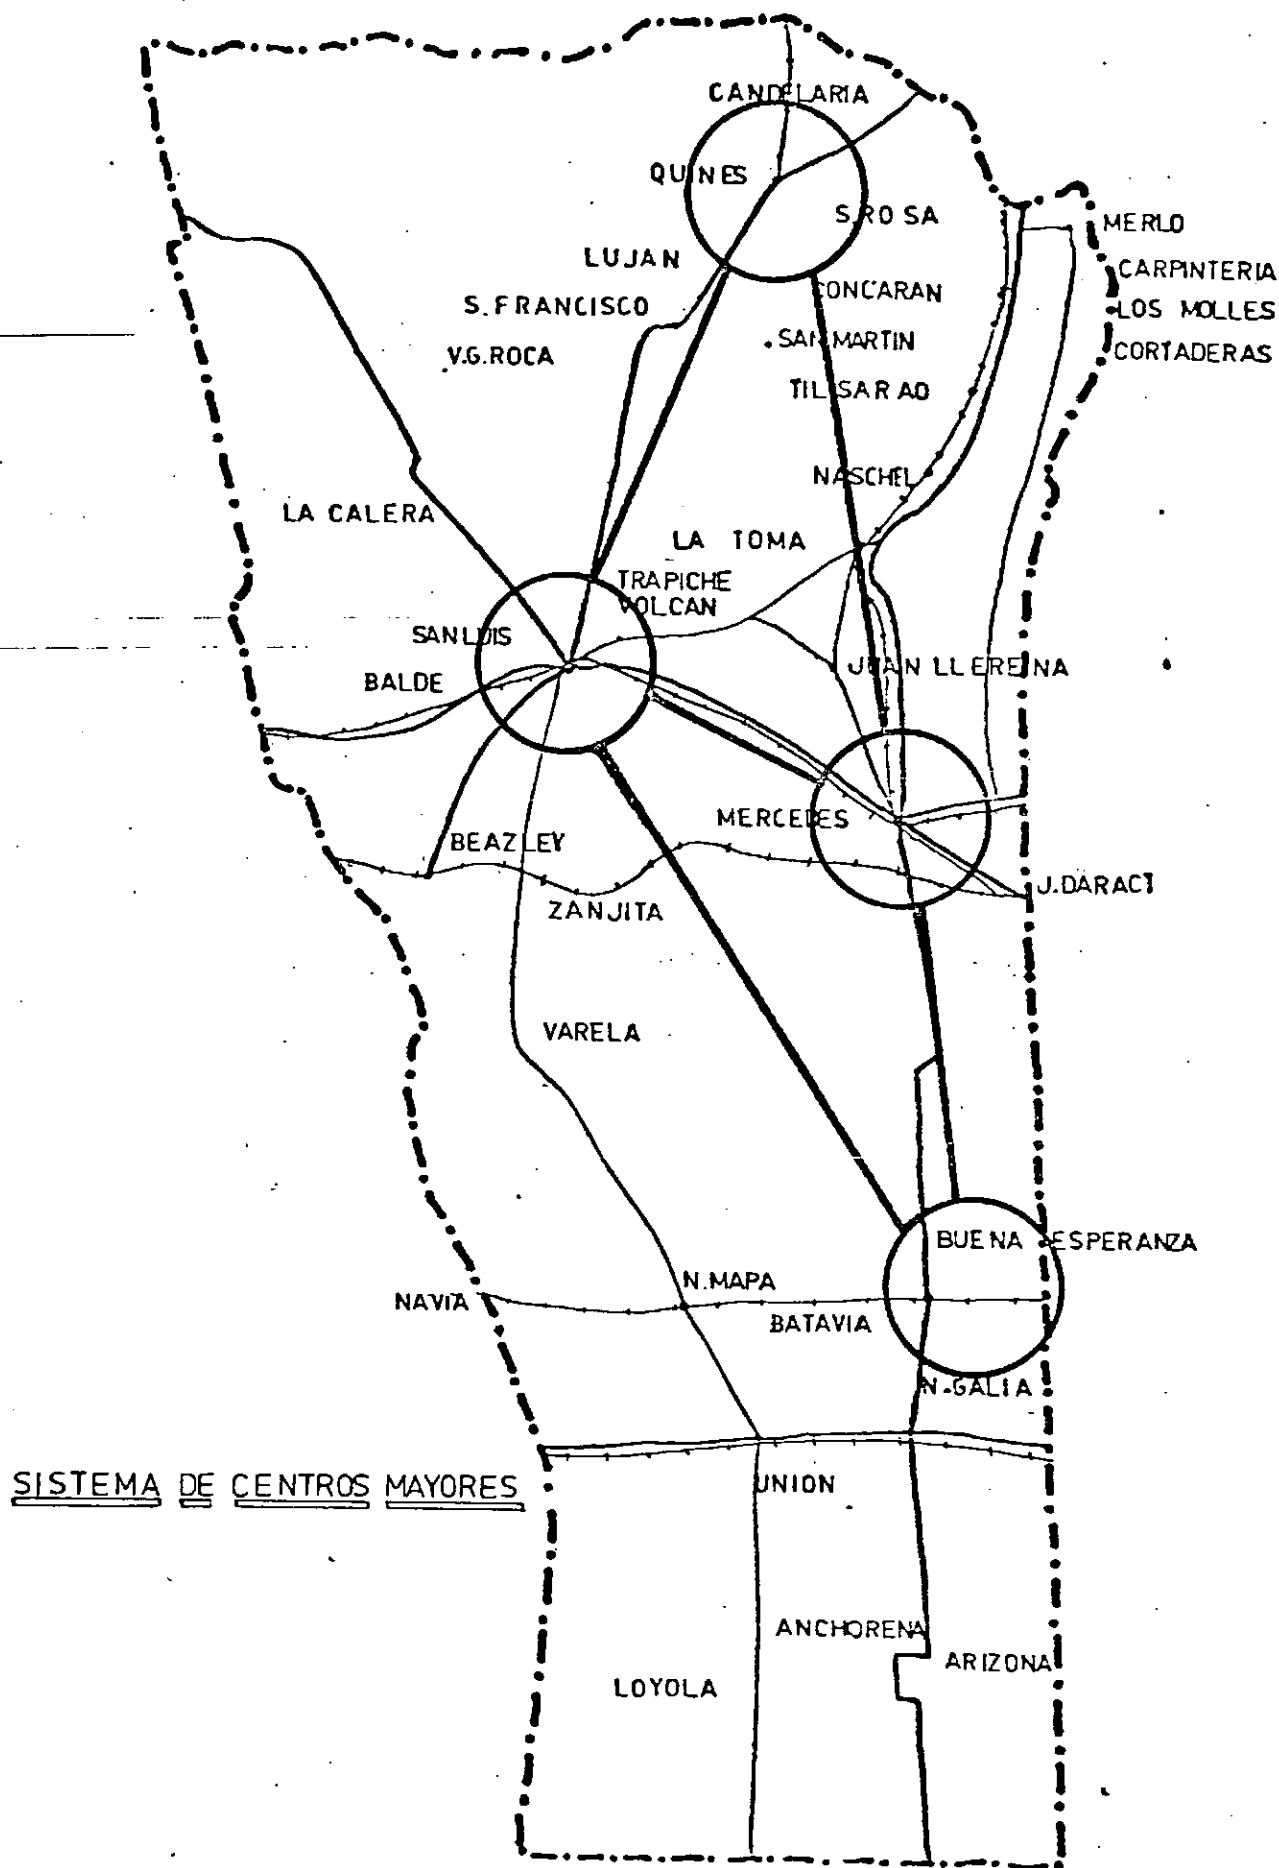 CANDELARIA
QUINES
S.ROSA
MERLO
LUJAN
CARPINTERIA
S.FRANCISCO
CONCARAN
LOS MOLLES
V.G.ROCA
SAN MARTIN
CORTADERAS
TILISARAO
NASCHEL
LA CALERA
LA TOMA
TRAPICHE
VOLCAN
SAN LUIS
BALDE
JUAN LLERENA
MERCEDES
BEAZLEY
J.DARACT
ZANJITA
VARELA
BUENA ESPERANZA
N.MAPA
NAVIA
BATAVIA
N.GALIA
SISTEMA DE CENTROS MAYORES
UNION
ANCHORENA
ARIZONA
LOYOLA